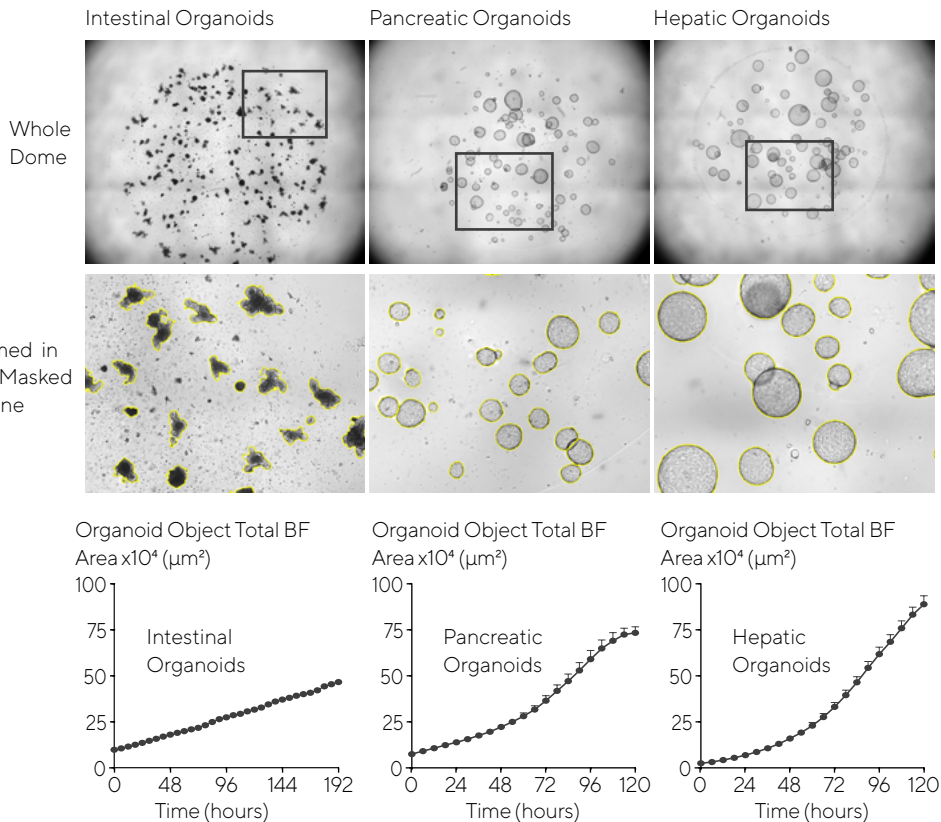 Intestinal Organoids
Pancreatic Organoids
Hepatic Organoids
Whole
Dome
in
Masked
Organoid Object Total BF
Area x10⁴ (µm²)
100
75
50
25
0
Intestinal
Organoids
0 48 96 144 192
Time (hours)
Organoid Object Total BF
Area x10⁴ (µm²)
100
75
50
25
0
Pancreatic
Organoids
0 24 48 72 96 120
Time (hours)
Organoid Object Total BF
Area x10⁴ (µm²)
100
75
50
25
0
Hepatic
Organoids
0 24 48 72 96 120
Time (hours)